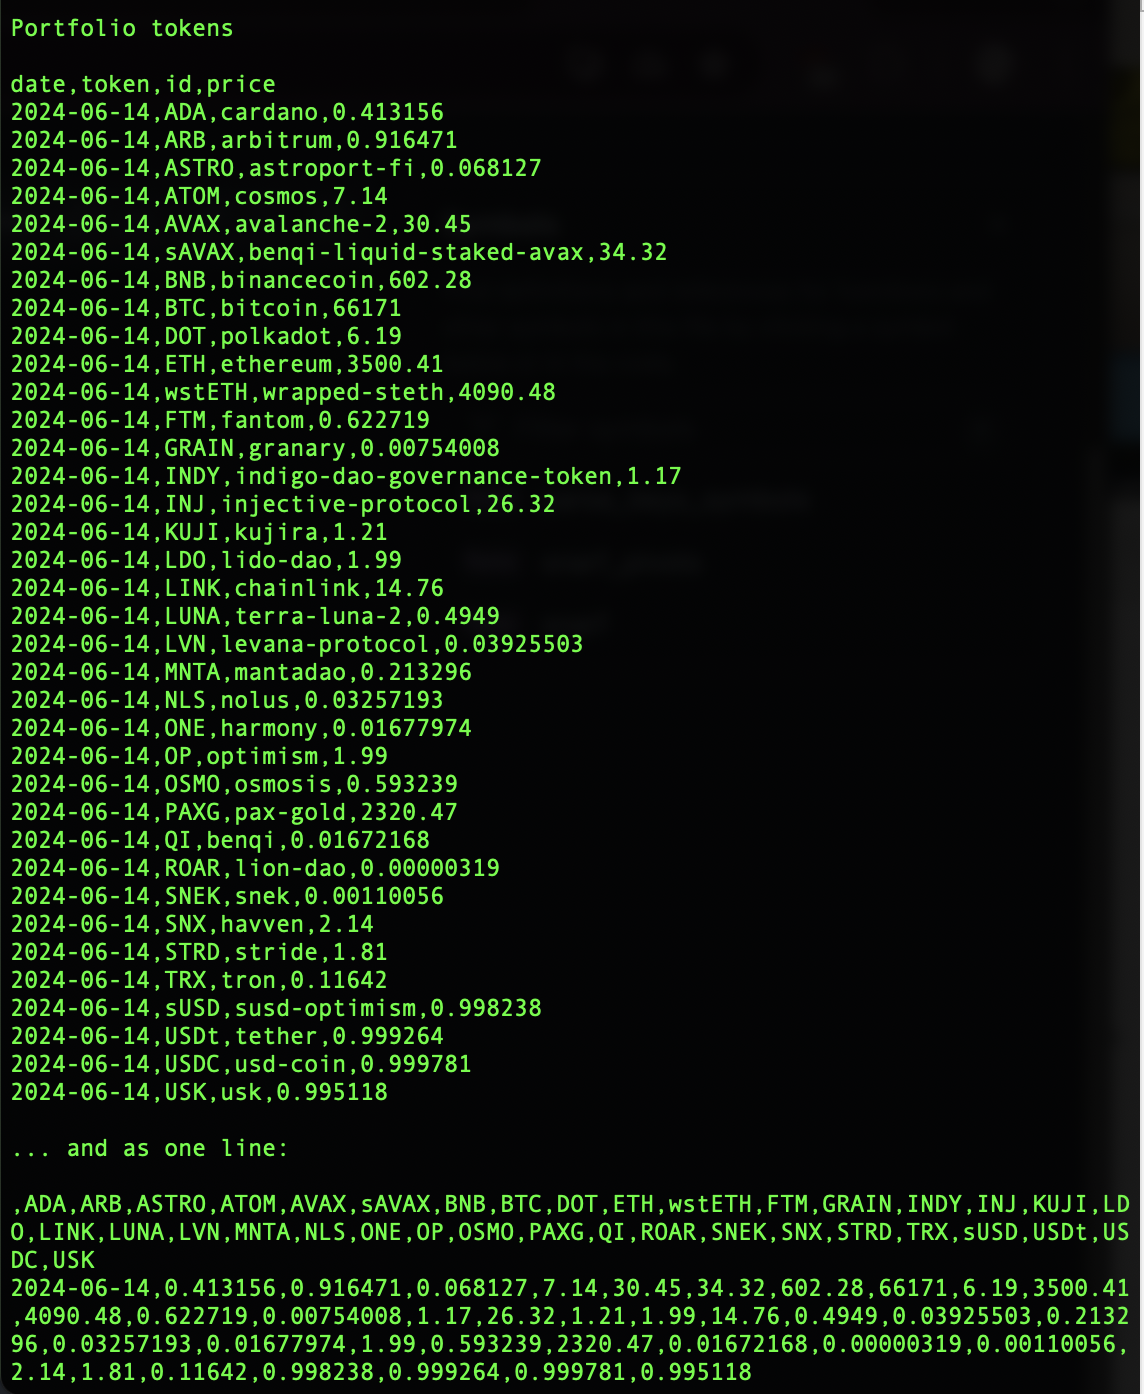 Portfolio tokens
date,token,id,price
2024-06-14,ADA,cardano,0.413156
2024-06-14,ARB,arbitrum,0.916471
2024-06-14,ASTRO,astroport-fi,0.068127
2024-06-14,ATOM,cosmos,7.14
2024-06-14,AVAX,avalanche-2,30.45
2024-06-14,sAVAX,benqi-liquid-staked-avax,34.32
2024-06-14,BNB,binancecoin,602.28
2024-06-14,BTC,bitcoin,66171
2024-06-14,DOT,polkadot,6.19
2024-06-14,ETH,ethereum,3500.41
2024-06-14,wstETH,wrapped-steth,4090.48
2024-06-14,FTM,fantom,0.622719
2024-06-14,GRAIN,granary,0.00754008
2024-06-14,INDY,indigo-dao-governance-token,1.17
2024-06-14,INJ,injective-protocol,26.32
2024-06-14,KUJI,kujira,1.21
2024-06-14,LDO,lido-dao,1.99
2024-06-14,LINK,chainlink,14.76
2024-06-14,LUNA,terra-luna-2,0.4949
2024-06-14,LVN,levana-protocol,0.03925503
2024-06-14,MNTA,mantadao,0.213296
2024-06-14,NLS,nolus,0.03257193
2024-06-14,ONE,harmony,0.01677974
2024-06-14,OP,optimism,1.99
2024-06-14,OSMO,osmosis,0.593239
2024-06-14,PAXG,pax-gold,2320.47
2024-06-14,QI,benqi,0.01672168
2024-06-14,ROAR,lion-dao,0.00000319
2024-06-14,SNEK,snek,0.00110056
2024-06-14,SNX,havven,2.14
2024-06-14,STRD,stride,1.81
2024-06-14,TRX,tron,0.11642
2024-06-14,sUSD,susd-optimism,0.998238
2024-06-14,USDt,tether,0.999264
2024-06-14,USDC,usd-coin,0.999781
2024-06-14,USK,usk,0.995118
... and as one line:
,ADA,ARB,ASTRO,ATOM,AVAX,sAVAX,BNB,BTC,DOT,ETH,wstETH,FTM,GRAIN,INDY,INJ,KUJI,LD
O,LINK,LUNA,LVN,MNTA,NLS,ONE,OP,OSMO,PAXG,QI,ROAR,SNEK,SNX,STRD,TRX,sUSD,USDt,US
DC,USK
2024-06-14,0.413156,0.916471,0.068127,7.14,30.45,34.32,602.28,66171,6.19,3500.41
,4090.48,0.622719,0.00754008,1.17,26.32,1.21,1.99,14.76,0.4949,0.03925503,0.2132
96,0.03257193,0.01677974,1.99,0.593239,2320.47,0.01672168,0.00000319,0.00110056,
2.14,1.81,0.11642,0.998238,0.999264,0.999781,0.995118